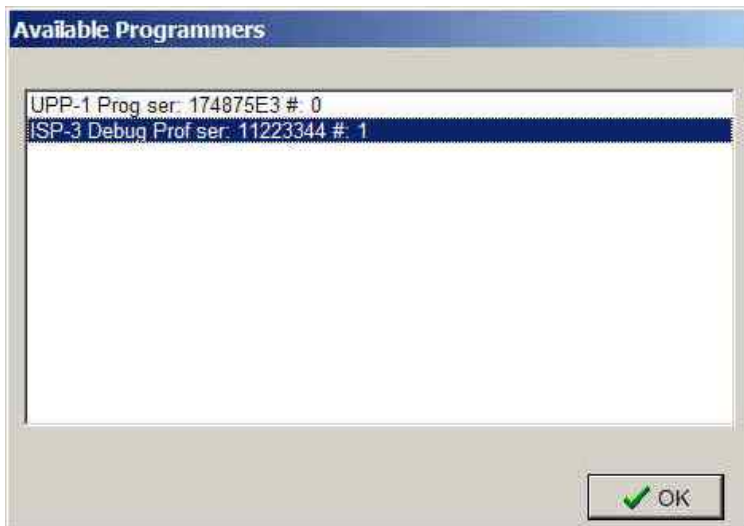 Available Programmers
UPP-1 Prog ser: 174875E3 #: 0
ISP-3 Debug Prof ser: 11223344 #: 1
OK